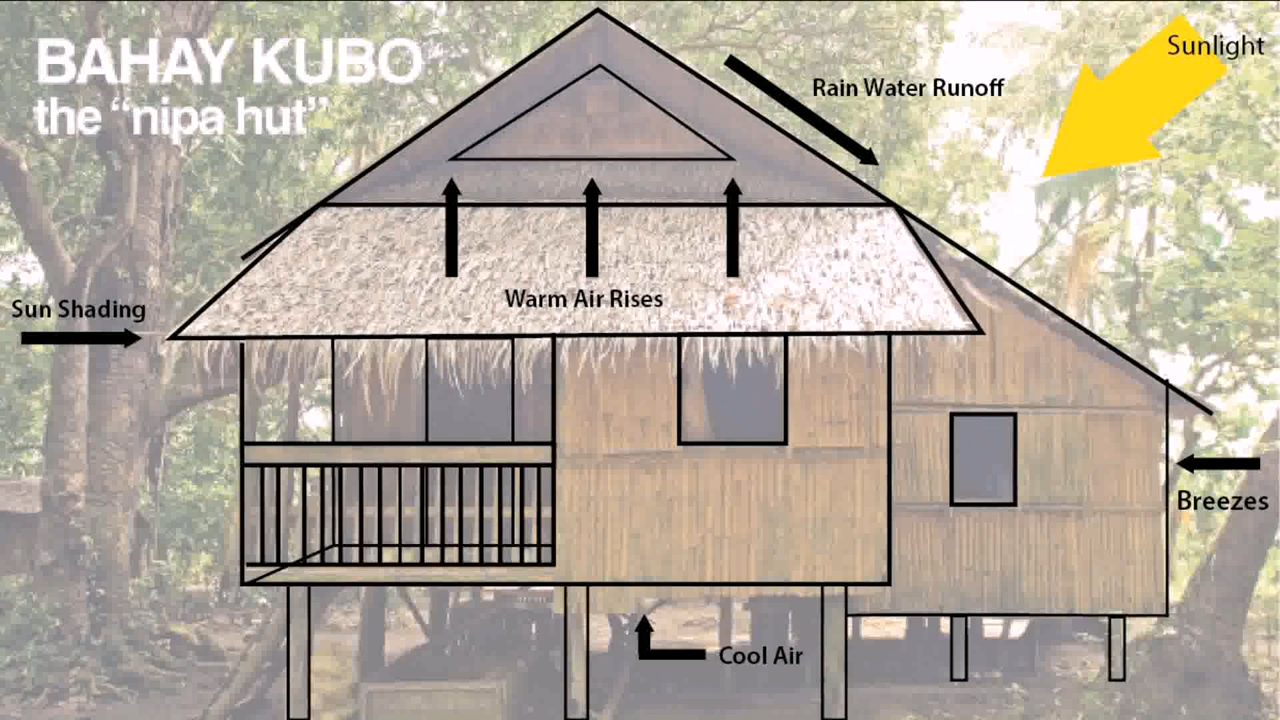 BAHAY KUBO
the “nipa hut”
Sunlight
Rain Water Runoff
Warm Air Rises
Sun Shading
Breezes
Cool Air